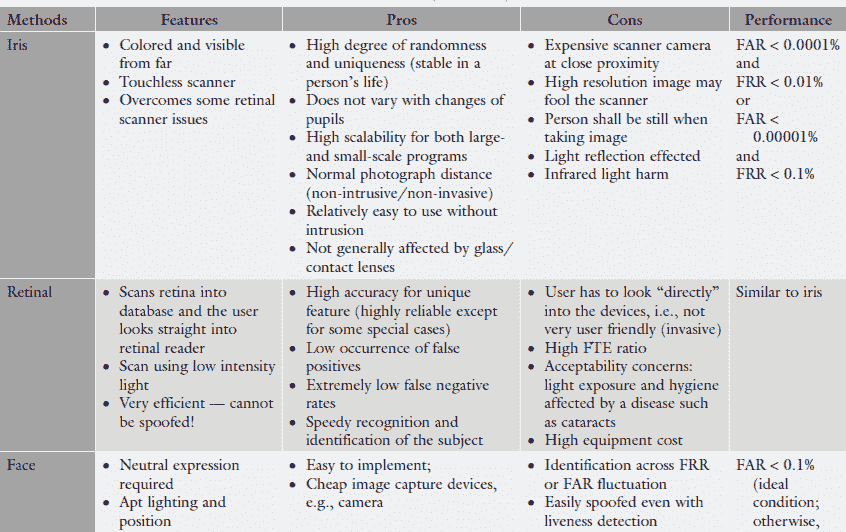 Methods Features Pros Cons Performance
Iris
• Colored and visible
from far
• Touchless scanner
• Overcomes some retinal
scanner issues
• High degree of randomness
and uniqueness (stable in a
person's life)
• Does not vary with changes of
pupils
• High scalability for both large-
and small-scale programs
• Normal photograph distance
(non-intrusive/non-invasive)
• Relatively easy to use without
intrusion
• Not generally affected by glass/
contact lenses
• Expensive scanner camera
at close proximity
• High resolution image may
fool the scanner
• Person shall be still when
taking image
• Light reflection effected
• Infrared light harm
FAR < 0.0001%
and
FRR < 0.01%
or
FAR <
0.00001%
and
FRR < 0.1%
Retinal
• Scans retina into
database and the user
looks straight into
retinal reader
• Scan using low intensity
light
• Very efficient — cannot
be spoofed!
• High accuracy for unique
feature (highly reliable except
for some special cases)
• Low occurrence of false
positives
• Extremely low false negative
rates
• Speedy recognition and
identification of the subject
• User has to look “directly”
into the devices, i.e., not
very user friendly (invasive)
• High FTE ratio
• Acceptability concerns:
light exposure and hygiene
affected by a disease such
as cataracts
• High equipment cost
Similar to iris
Face
• Neutral expression
required
• Apt lighting and
position
• Easy to implement;
• Cheap image capture devices,
e.g., camera
• Identification across FRR
or FAR fluctuation
• Easily spoofed even with
liveness detection
FAR < 0.1%
(ideal
condition;
otherwise,